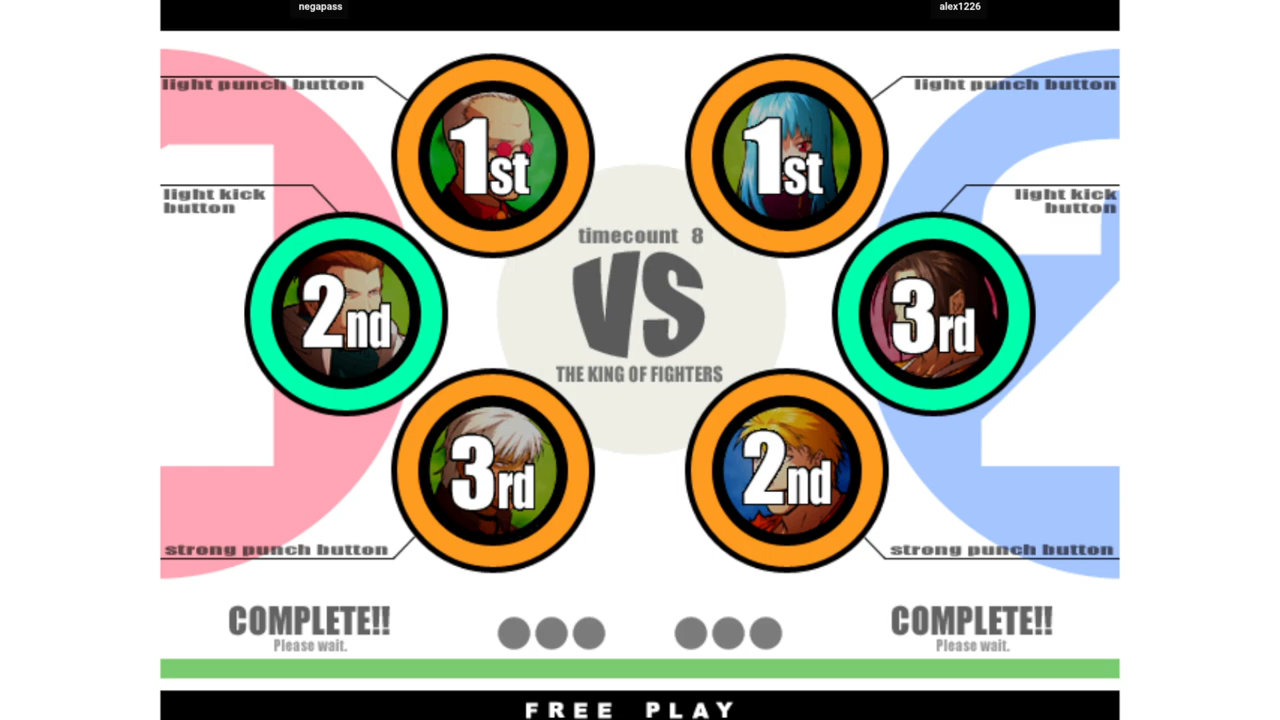 negapass
alex1226
light punch button
light punch button
1st
1st
light kick
button
light kick
button
timecount 8
VS
THE KING OF FIGHTERS
2nd
3rd
3rd
2nd
strong punch button
strong punch button
COMPLETE!!
Please wait.
COMPLETE!!
Please wait.
FREE PLAY